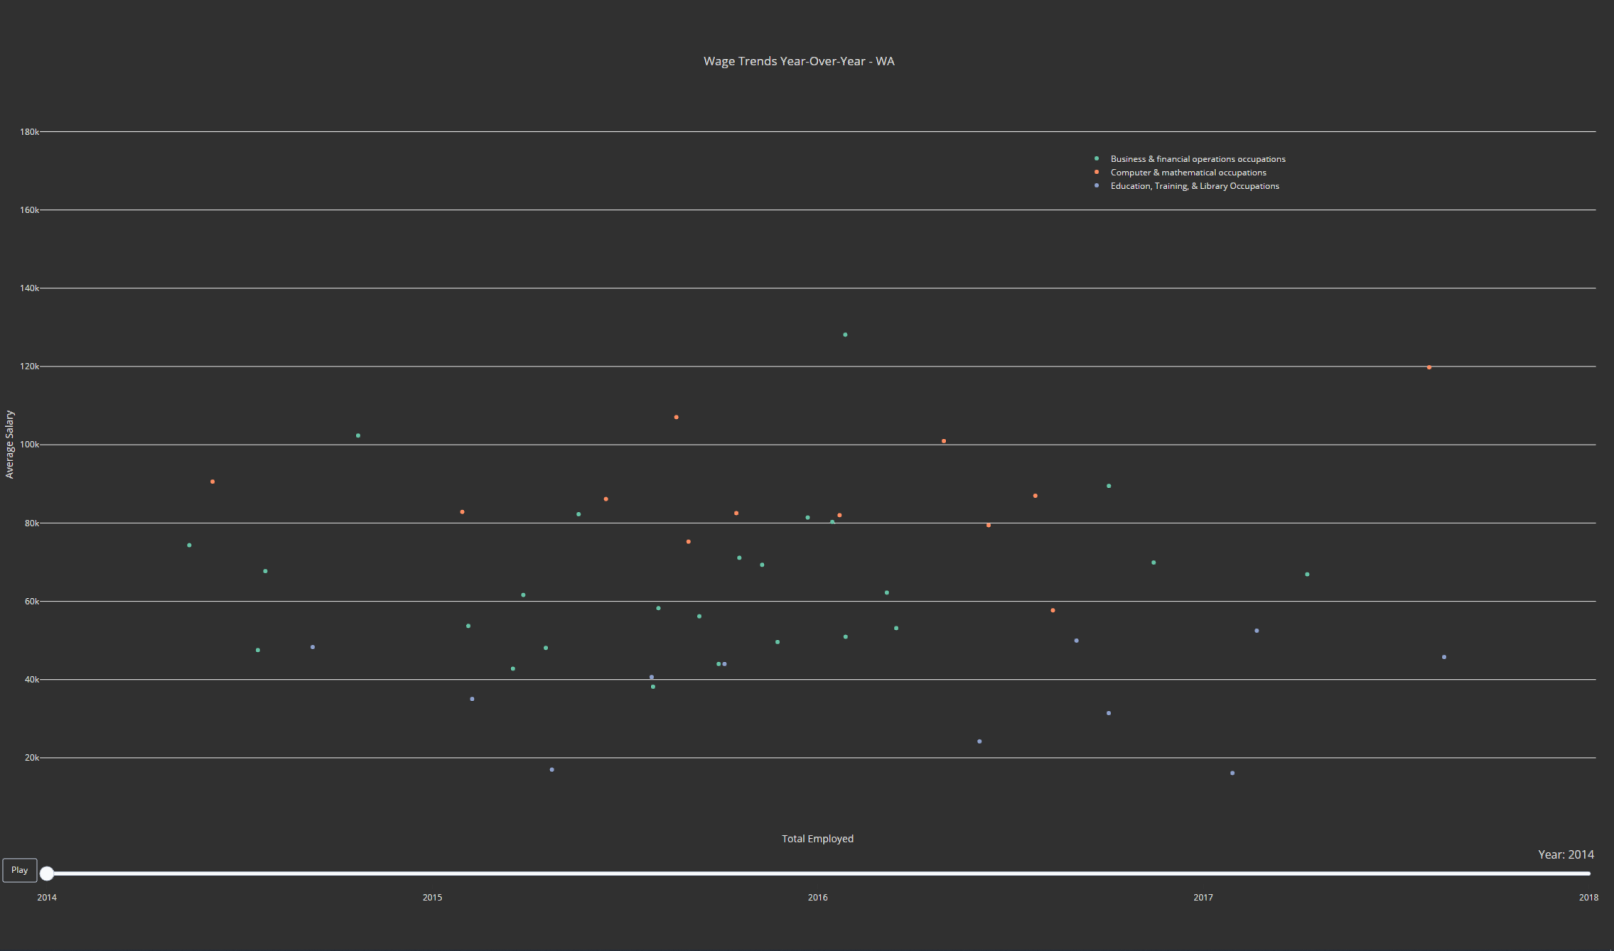 Wage Trends Year-Over-Year - WA
180k
Business & financial operations occupations
Computer & mathematical occupations
Education, Training, & Library Occupations
160k
140k
120k
100k
Average Salary
80k
60k
40k
20k
Total Employed
Year: 2014
Play
2014 2015 2016 2017 2018